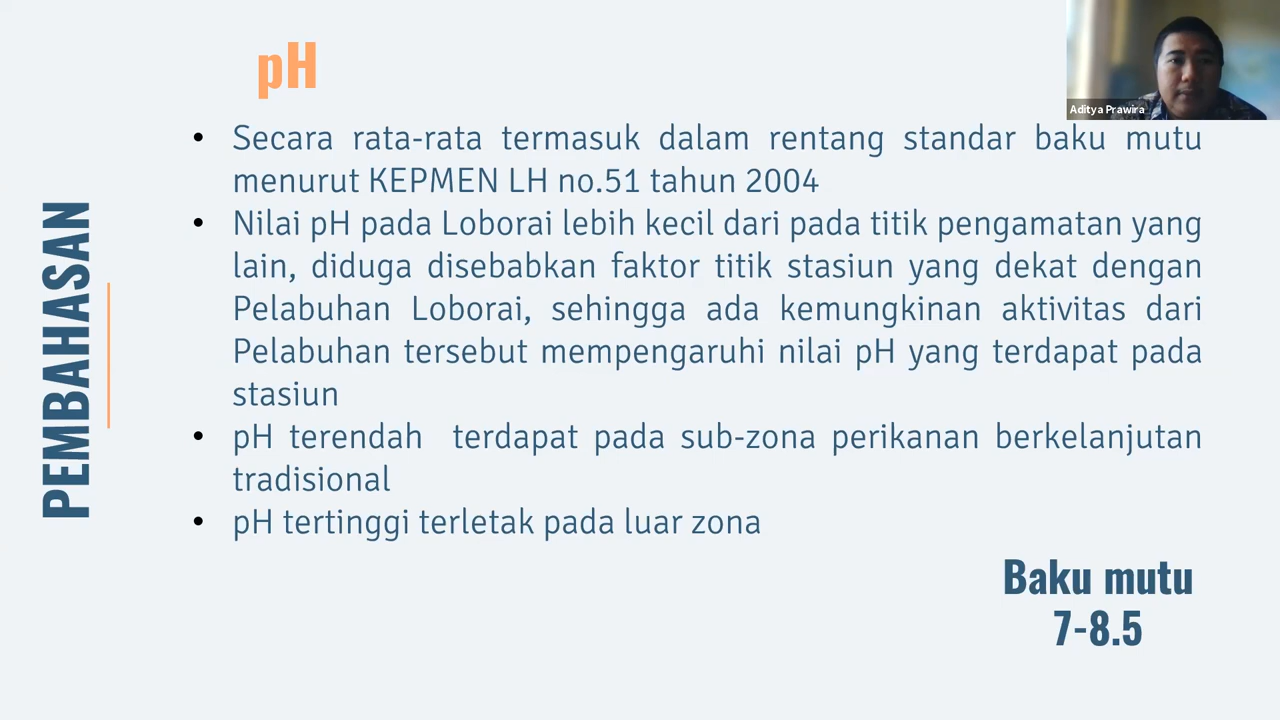 pH
Aditya Prawira
• Secara rata-rata termasuk dalam rentang standar baku mutu
menurut KEPMEN LH no.51 tahun 2004
• Nilai pH pada Loborai lebih kecil dari pada titik pengamatan yang
lain, diduga disebabkan faktor titik stasiun yang dekat dengan
Pelabuhan Loborai, sehingga ada kemungkinan aktivitas dari
Pelabuhan tersebut mempengaruhi nilai pH yang terdapat pada
stasiun
• pH terendah  terdapat pada sub-zona perikanan berkelanjutan
tradisional
• pH tertinggi terletak pada luar zona
PEMBAHASAN
Baku mutu
7-8.5